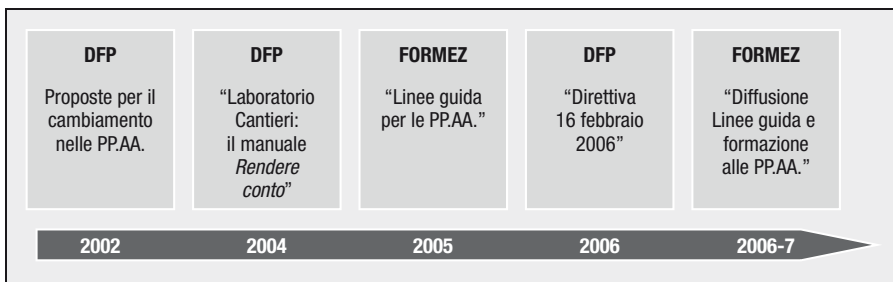 DFP
Proposte per il
cambiamento
nelle PP.AA.
DFP
“Laboratorio
Cantieri:
il manuale
Rendere
conto”
FORMEZ
“Linee guida
per le PP.AA.”
DFP
“Direttiva
16 febbraio
2006”
FORMEZ
“Diffusione
Linee guida e
formazione
alle PP.AA.”
2002
2004
2005
2006
2006-7